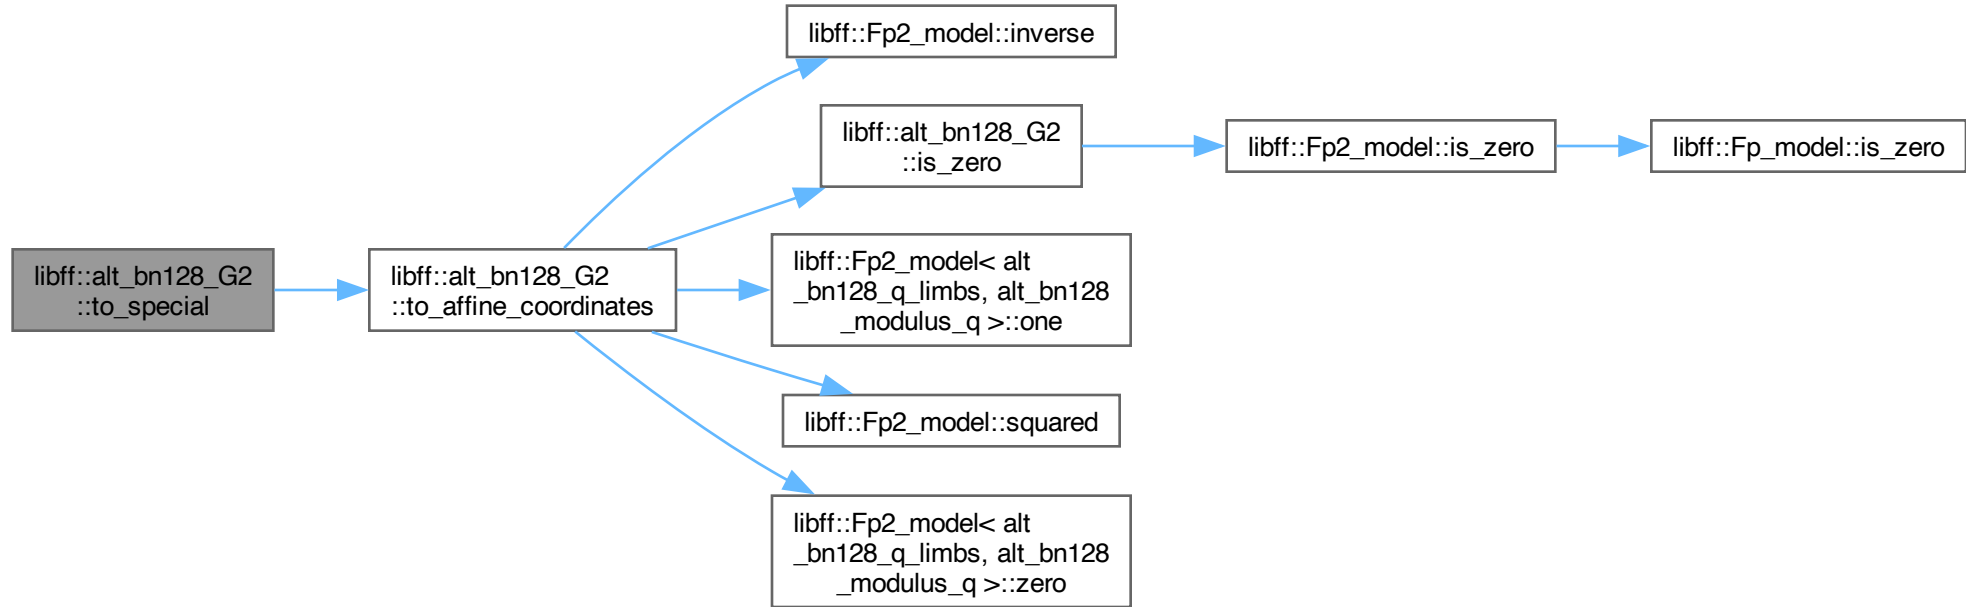 libff::Fp2_model::inverse
libff::alt_bn128_G2
::is_zero
libff::Fp2_model::is_zero
libff::Fp_model::is_zero
libff::alt_bn128_G2
::to_special
libff::alt_bn128_G2
::to_affine_coordinates
libff::Fp2_model< alt
_bn128_q_limbs, alt_bn128
_modulus_q >::one
libff::Fp2_model::squared
libff::Fp2_model< alt
_bn128_q_limbs, alt_bn128
_modulus_q >::zero